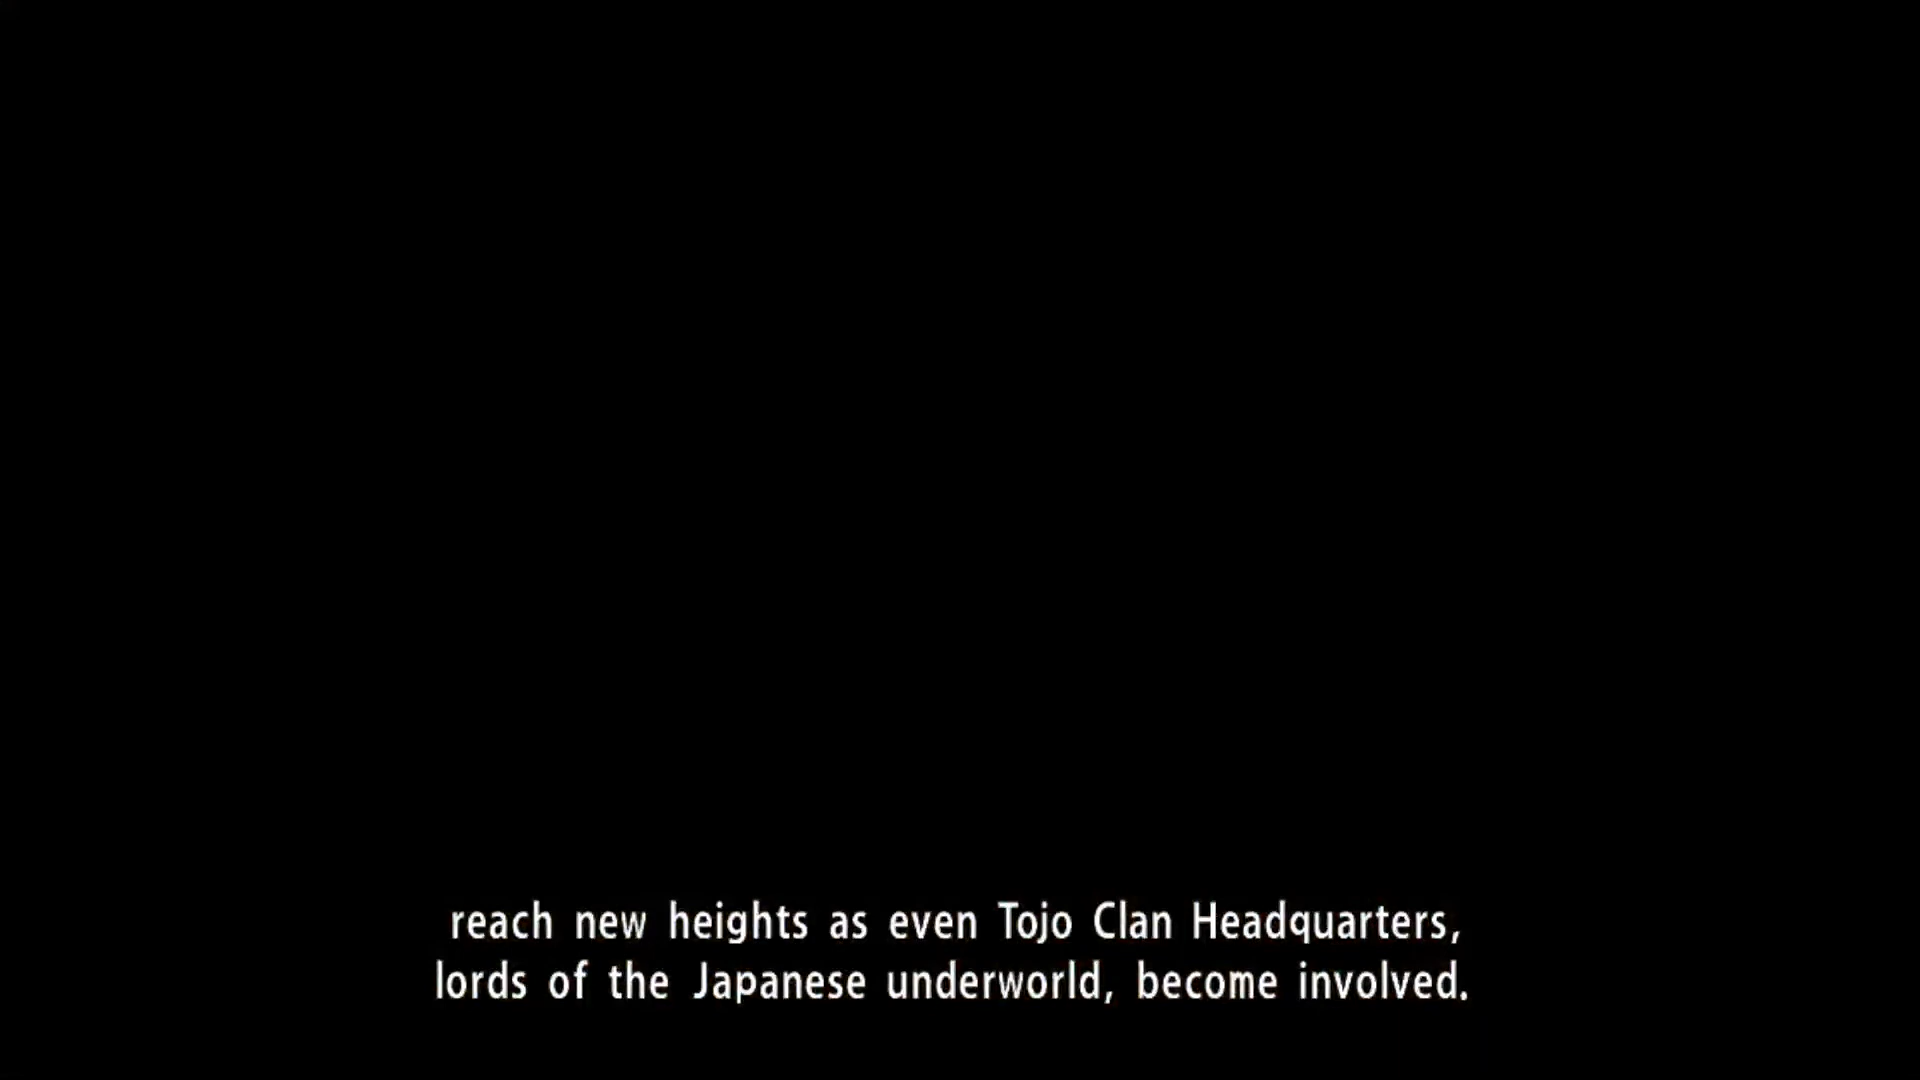 reach new heights as even Tojo Clan Headquarters,
lords of the Japanese underworld, become involved.